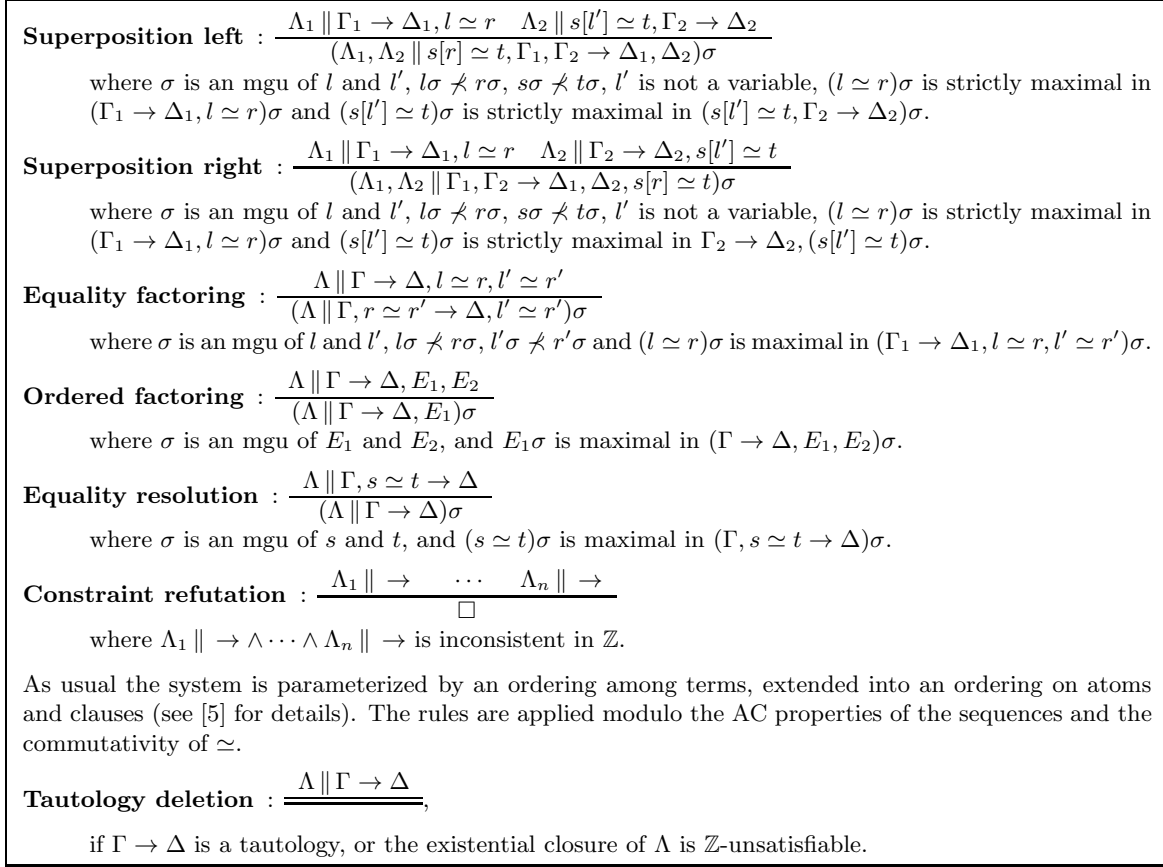 Superposition left : Λ₁ ∥ Γ₁ → Δ₁, l ≃ r    Λ₂ ∥ s[l′] ≃ t, Γ₂ → Δ₂
(Λ₁, Λ₂ ∥ s[r] ≃ t, Γ₁, Γ₂ → Δ₁, Δ₂)σ
where σ is an mgu of l and l′, lσ ⊀ rσ, sσ ⊀ tσ, l′ is not a variable, (l ≃ r)σ is strictly maximal in
(Γ₁ → Δ₁, l ≃ r)σ and (s[l′] ≃ t)σ is strictly maximal in (s[l′] ≃ t, Γ₂ → Δ₂)σ.
Superposition right : Λ₁ ∥ Γ₁ → Δ₁, l ≃ r    Λ₂ ∥ Γ₂ → Δ₂, s[l′] ≃ t
(Λ₁, Λ₂ ∥ Γ₁, Γ₂ → Δ₁, Δ₂, s[r] ≃ t)σ
where σ is an mgu of l and l′, lσ ⊀ rσ, sσ ⊀ tσ, l′ is not a variable, (l ≃ r)σ is strictly maximal in
(Γ₁ → Δ₁, l ≃ r)σ and (s[l′] ≃ t)σ is strictly maximal in Γ₂ → Δ₂, (s[l′] ≃ t)σ.
Equality factoring : Λ ∥ Γ → Δ, l ≃ r, l′ ≃ r′
(Λ ∥ Γ, r ≃ r′ → Δ, l′ ≃ r′)σ
where σ is an mgu of l and l′, lσ ⊀ rσ, l′σ ⊀ r′σ and (l ≃ r)σ is maximal in (Γ₁ → Δ₁, l ≃ r, l′ ≃ r′)σ.
Ordered factoring : Λ ∥ Γ → Δ, E₁, E₂
(Λ ∥ Γ → Δ, E₁)σ
where σ is an mgu of E₁ and E₂, and E₁σ is maximal in (Γ → Δ, E₁, E₂)σ.
Equality resolution : Λ ∥ Γ, s ≃ t → Δ
(Λ ∥ Γ → Δ)σ
where σ is an mgu of s and t, and (s ≃ t)σ is maximal in (Γ, s ≃ t → Δ)σ.
Constraint refutation : Λ₁ ∥ →    ⋯    Λₙ ∥ →
□
where Λ₁ ∥ → ∧ ⋯ ∧ Λₙ ∥ → is inconsistent in ℤ.
As usual the system is parameterized by an ordering among terms, extended into an ordering on atoms
and clauses (see [5] for details). The rules are applied modulo the AC properties of the sequences and the
commutativity of ≃.
Tautology deletion : Λ ∥ Γ → Δ,
if Γ → Δ is a tautology, or the existential closure of Λ is ℤ-unsatisfiable.